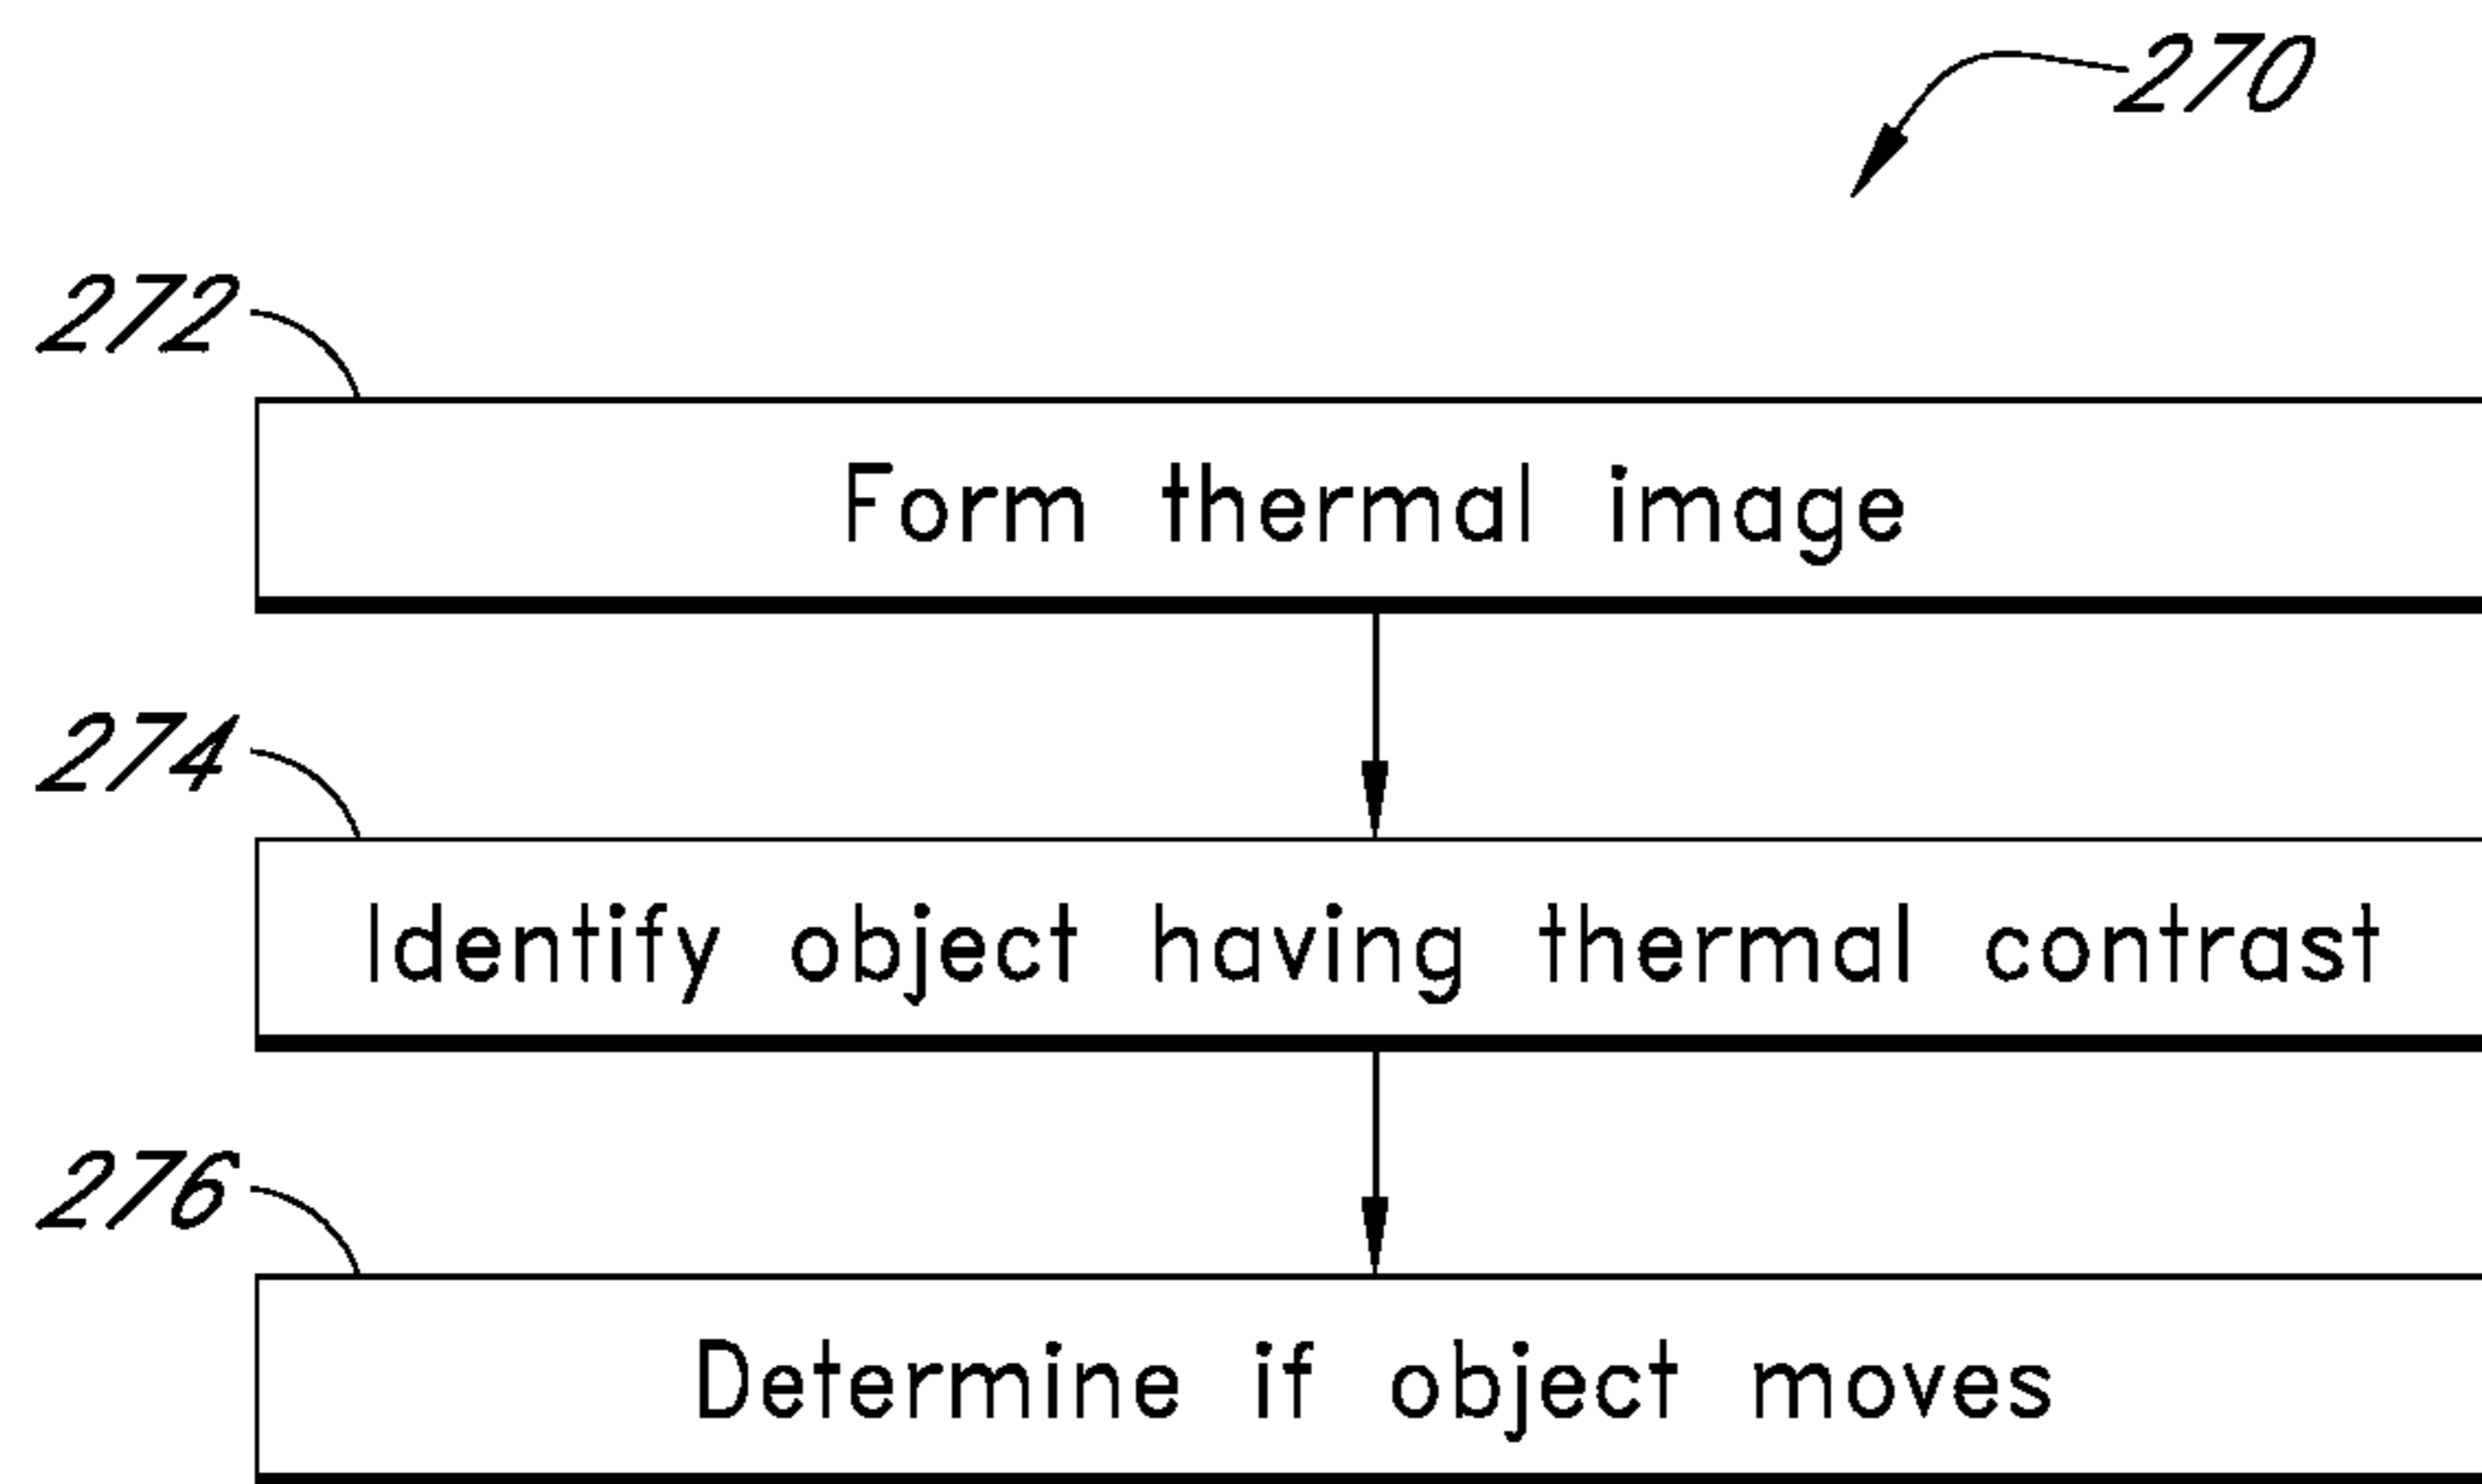 270
272
Form thermal image
274
Identify object having thermal contrast
276
Determine if object moves